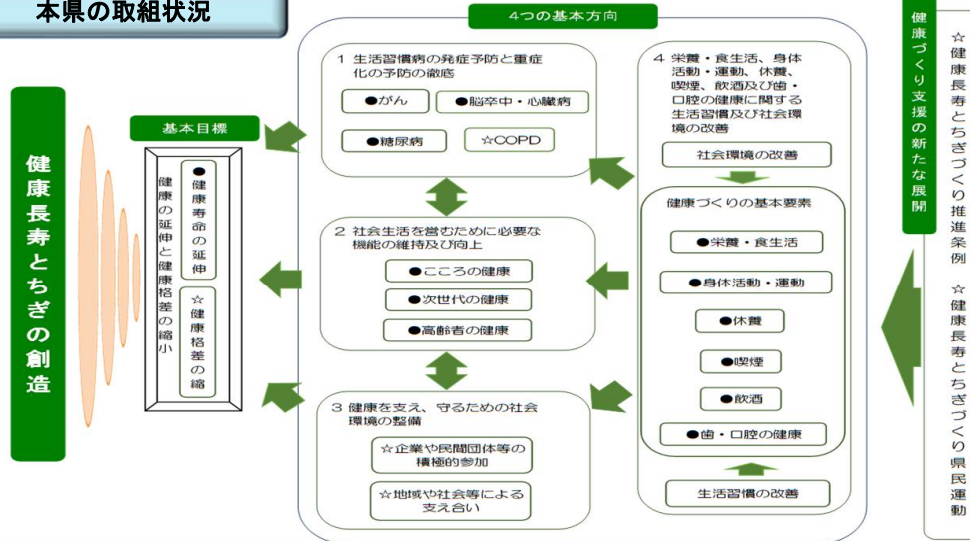 本県の取組状況
健康長寿とちぎの創造
基本目標
健康の延伸と健康格差の縮小
●健康寿命の延伸
☆健康格差の縮
4つの基本方向
1 生活習慣病の発症予防と重症
化の予防の徹底
●がん
●脳卒中・心臓病
●糖尿病
☆COPD
2 社会生活を営むために必要な
機能の維持及び向上
●こころの健康
●次世代の健康
●高齢者の健康
3 健康を支え、守るための社会
環境の整備
☆企業や民間団体等の
積極的参加
☆地域や社会等による
支え合い
4 栄養・食生活、身体
活動・運動、休養、
喫煙、飲酒及び歯・
口腔の健康に関する
生活習慣及び社会環
境の改善
社会環境の改善
健康づくりの基本要素
●栄養・食生活
●身体活動・運動
●休養
●喫煙
●飲酒
●歯・口腔の健康
生活習慣の改善
健康づくり支援の新たな展開
☆健康長寿とちぎづくり推進条例 ☆健康長寿とちぎづくり県民運動